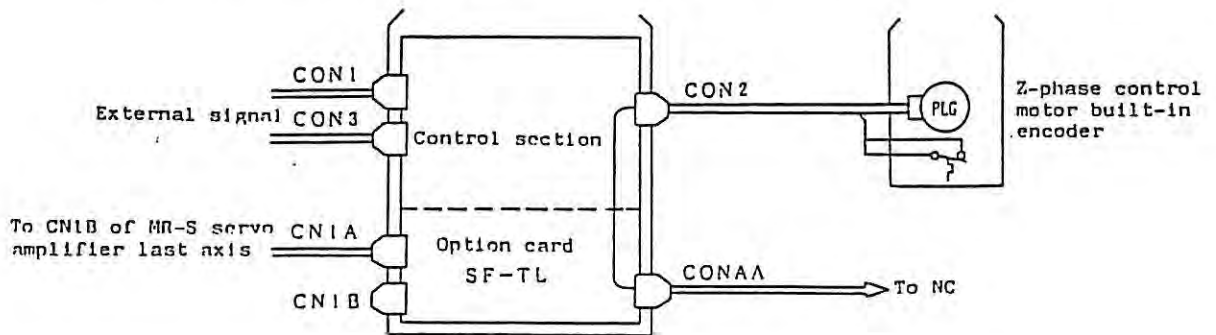 CON1
External signal
CON3
Control section
To CN1B of MR-S servo
amplifier last axis
CN1A
CN1B
Option card
SF-TL
CON2
PLG
Z-phase control
motor built-in
encoder
CONAA
To NC